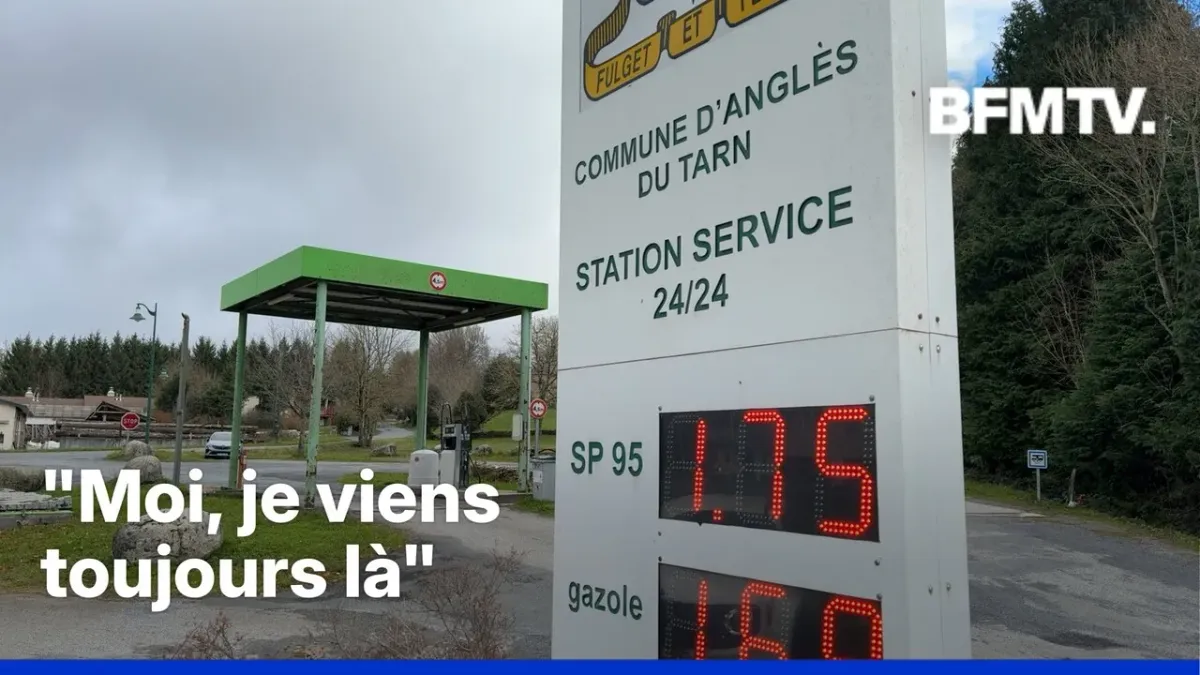 FULGET ET
COMMUNE D'ANGLÈS
DU TARN
BFMTV.
STATION SERVICE
24/24
STOP
SP 95 1.75
gazole
"Moi, je viens
toujours là"